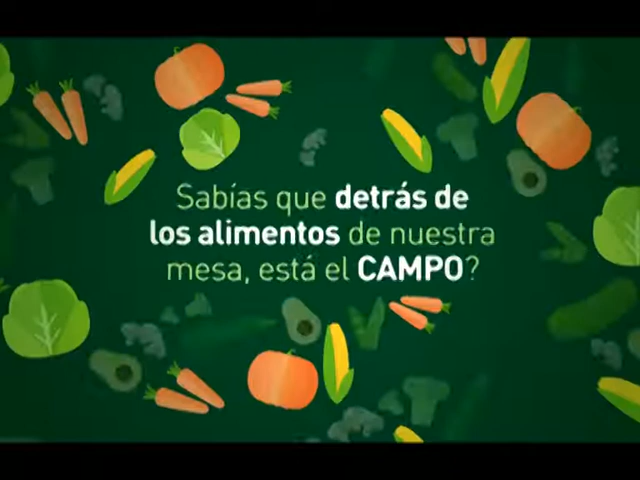 Sabías que detrás de
los alimentos de nuestra
mesa, está el CAMPO?